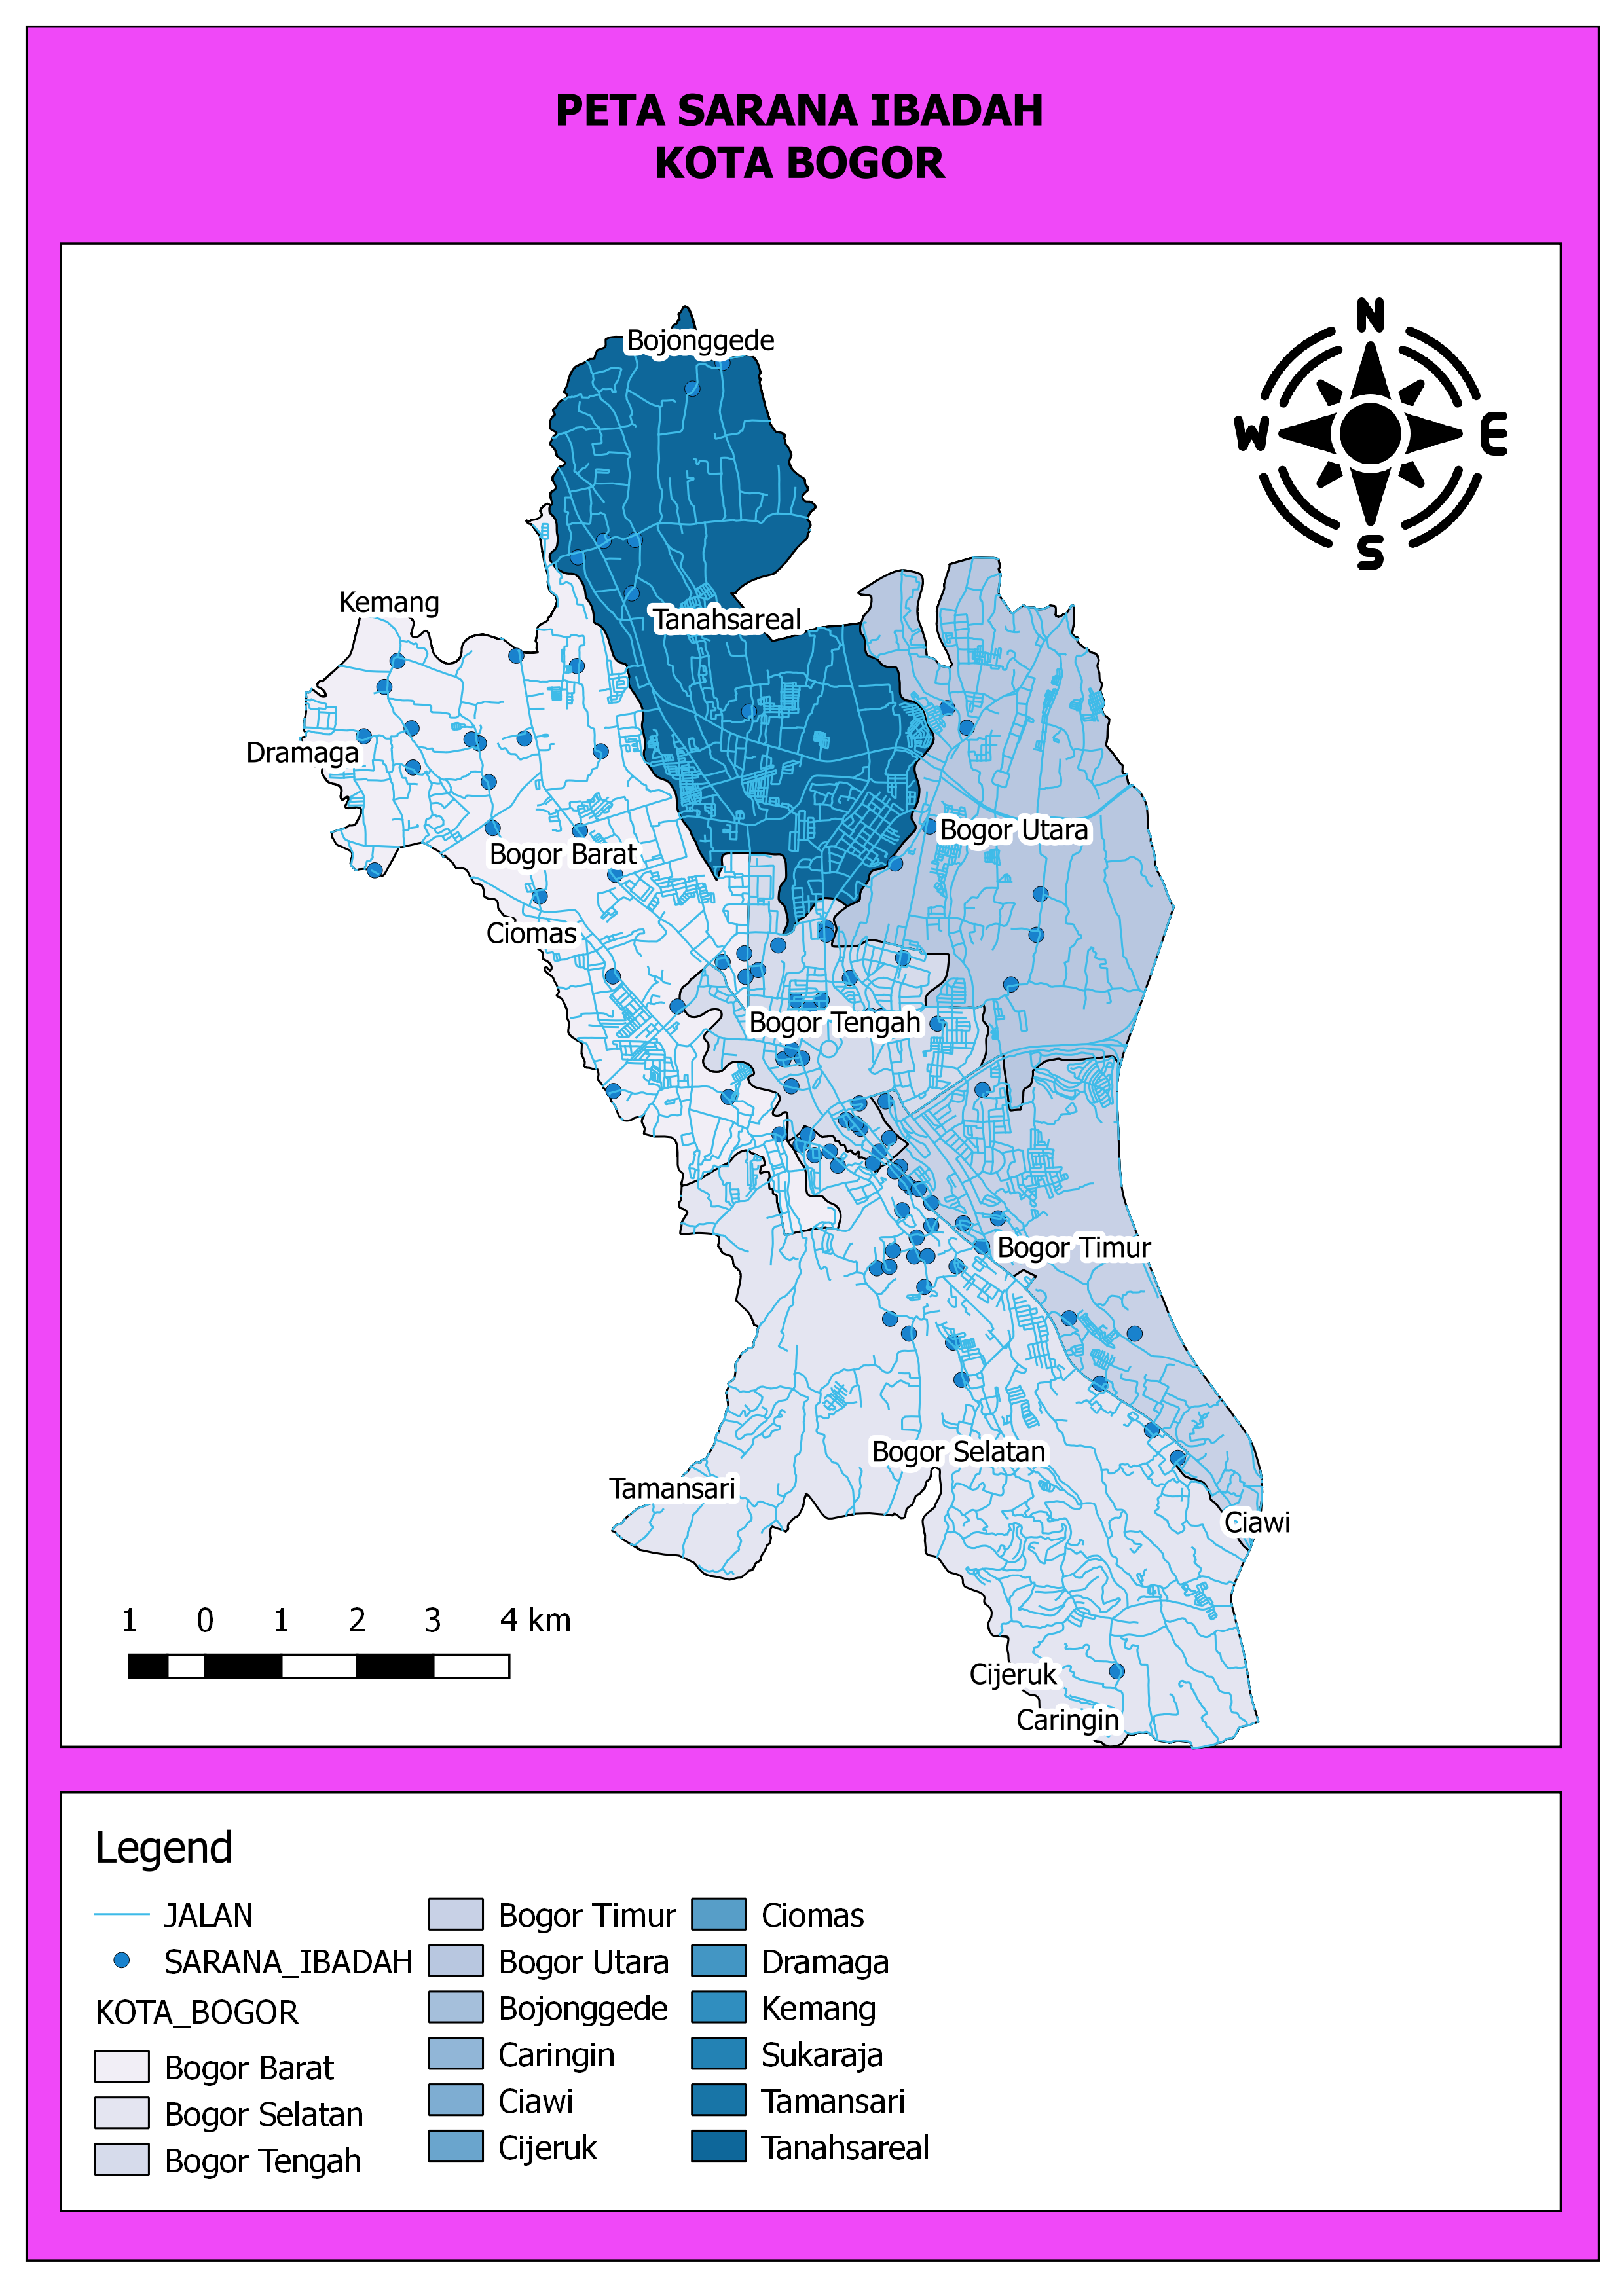 PETA SARANA IBADAH
KOTA BOGOR
N
W
E
S
Bojonggede
Kemang
Tanahsareal
Dramaga
Bogor Utara
Bogor Barat
Ciomas
Bogor Tengah
Bogor Timur
Bogor Selatan
Tamansari
Ciawi
1 0 1 2 3 4 km
Cijeruk
Caringin
Legend
JALAN
SARANA_IBADAH
KOTA_BOGOR
Bogor Barat
Bogor Selatan
Bogor Tengah
Bogor Timur
Bogor Utara
Bojonggede
Caringin
Ciawi
Cijeruk
Ciomas
Dramaga
Kemang
Sukaraja
Tamansari
Tanahsareal